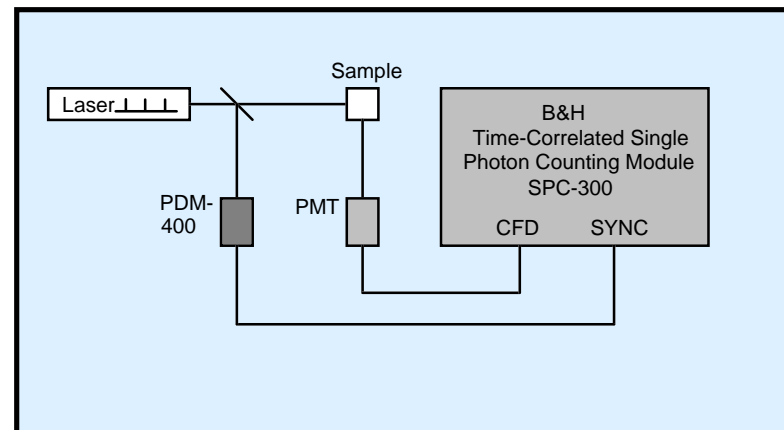 Sample
Laser
B&H
Time-Correlated Single
Photon Counting Module
SPC-300
PDM-
400
PMT
CFD SYNC